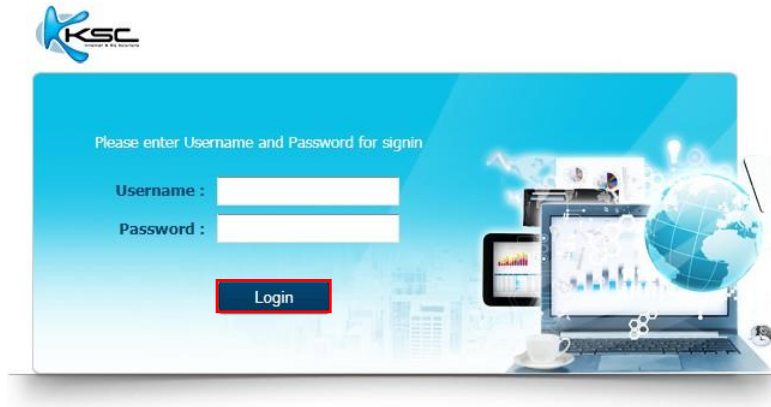 KSC
Please enter Username and Password for signin
Username :
Password :
Login